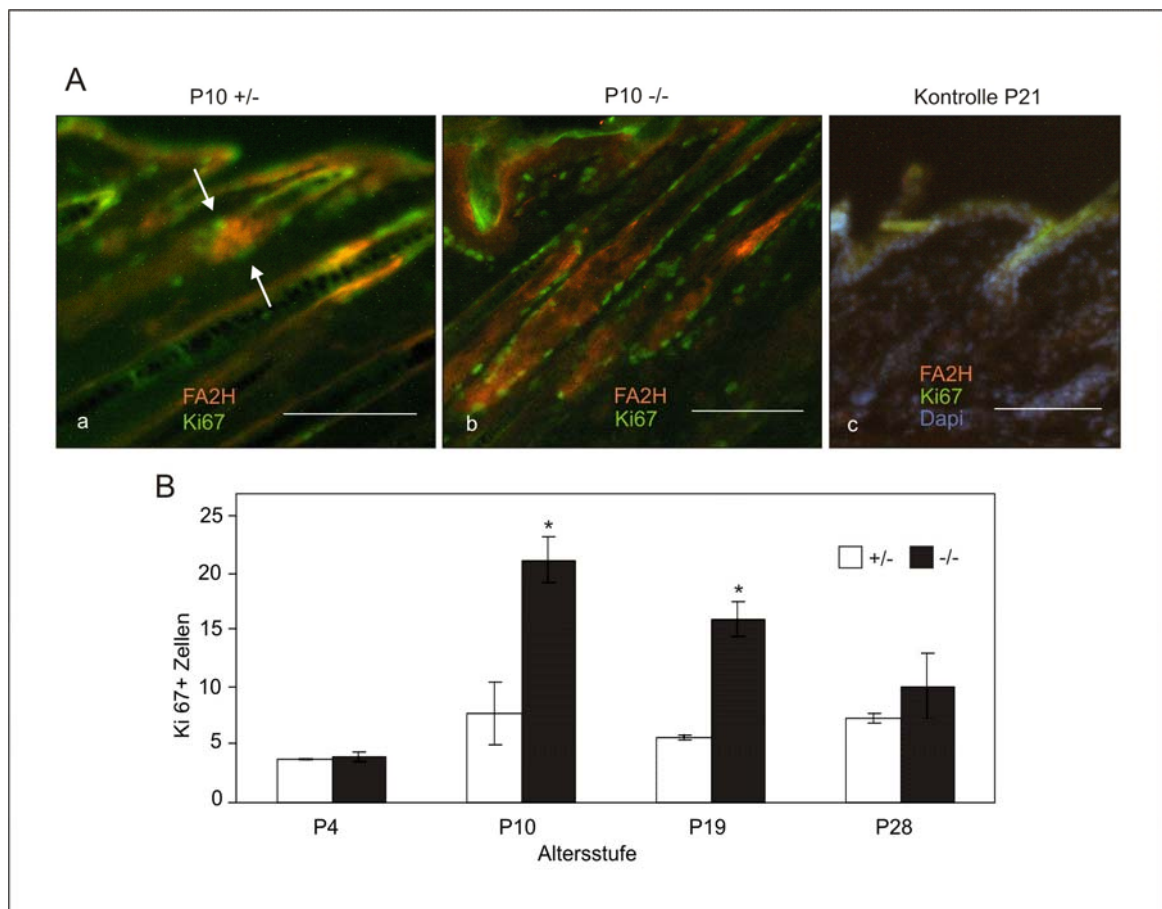 A
P10 +/-
P10 -/-
Kontrolle P21
FA2H
Ki67
a
FA2H
Ki67
b
FA2H
Ki67
Dapi
c
B
Ki 67+ Zellen
25
20
15
10
5
0
*
*
+/-
-/-
P4
P10
P19
P28
Altersstufe